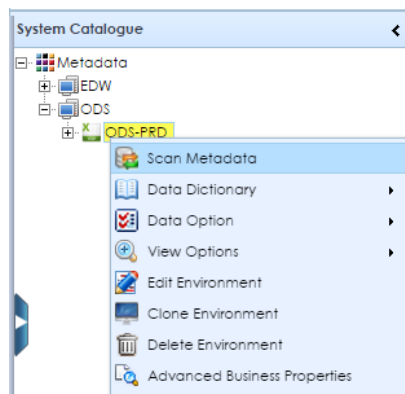 System Catalogue
Metadata
EDW
ODS
ODS-PRD
Scan Metadata
Data Dictionary
Data Option
View Options
Edit Environment
Clone Environment
Delete Environment
Advanced Business Properties